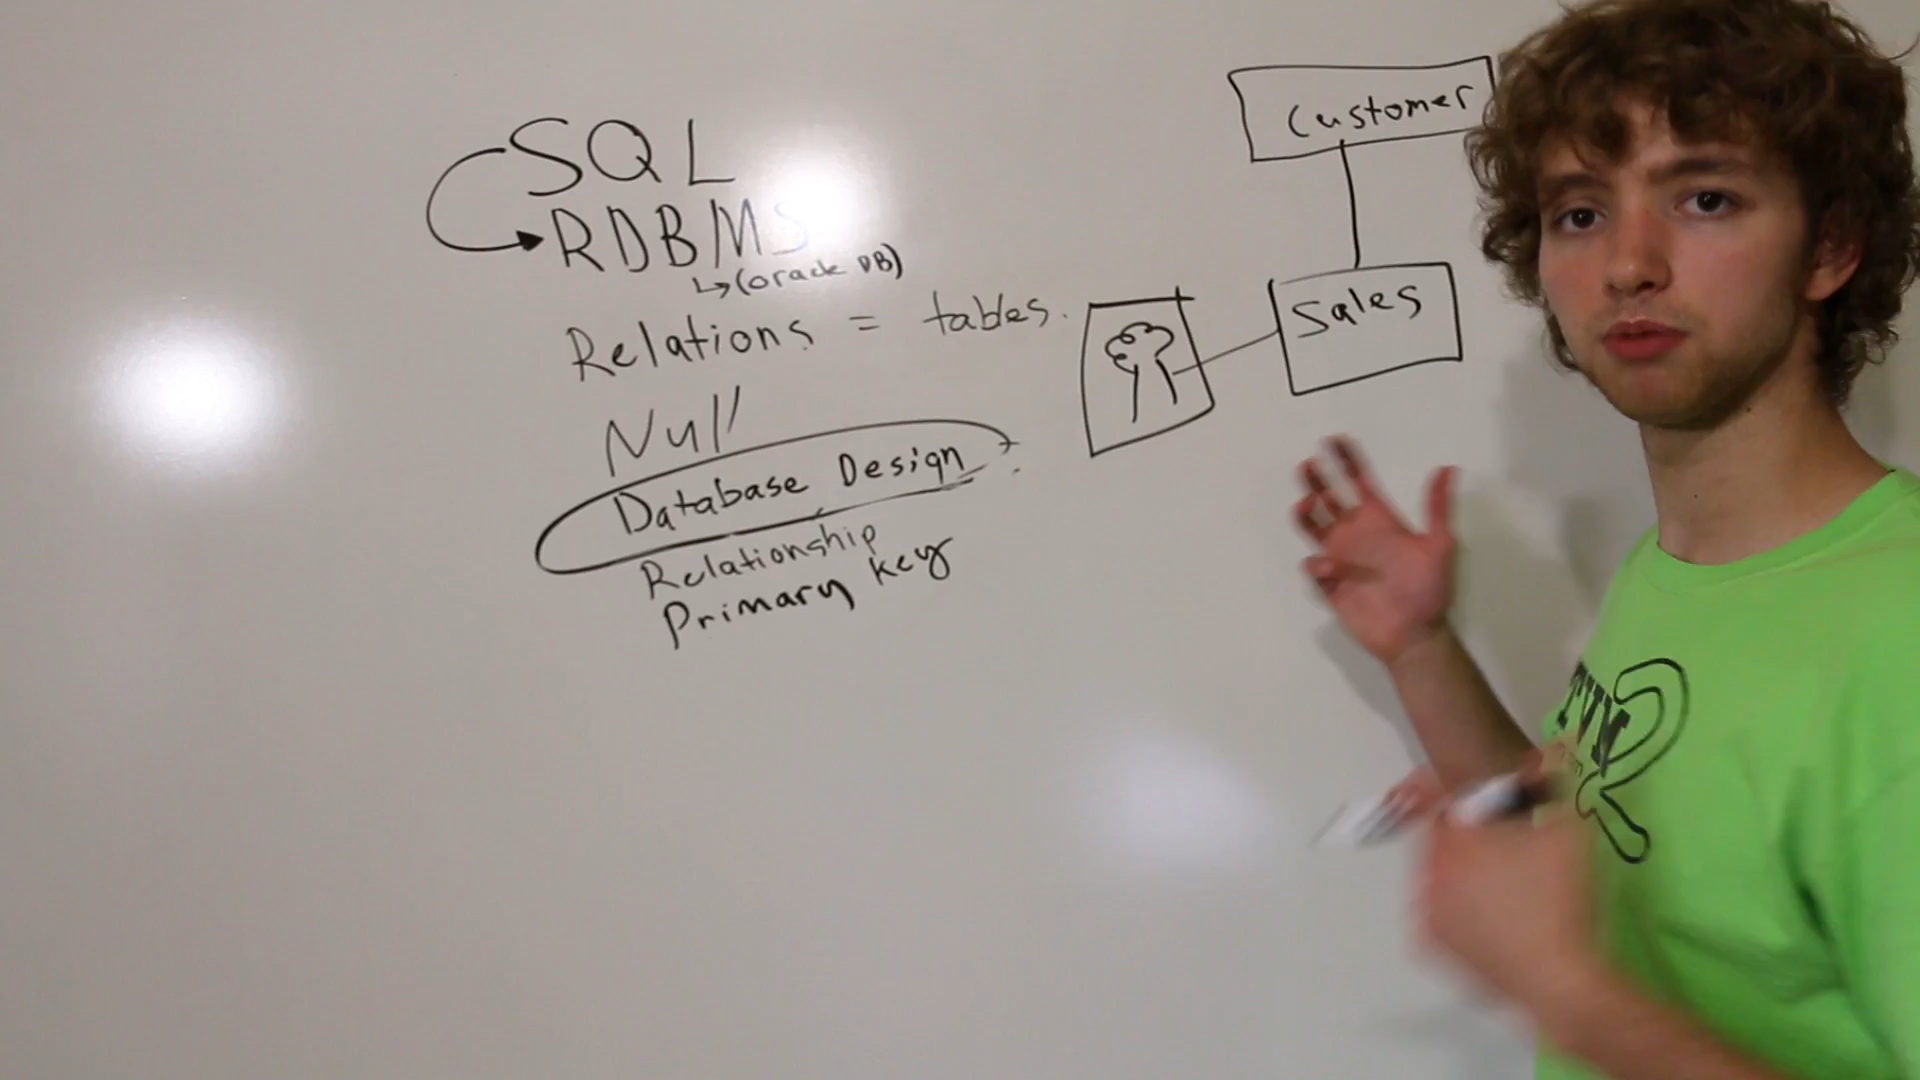 SQL
RDBMS
↳(oracle DB)
Relations = tables.
Null
Database Design
Relationship
Primary key
Customer
Sales